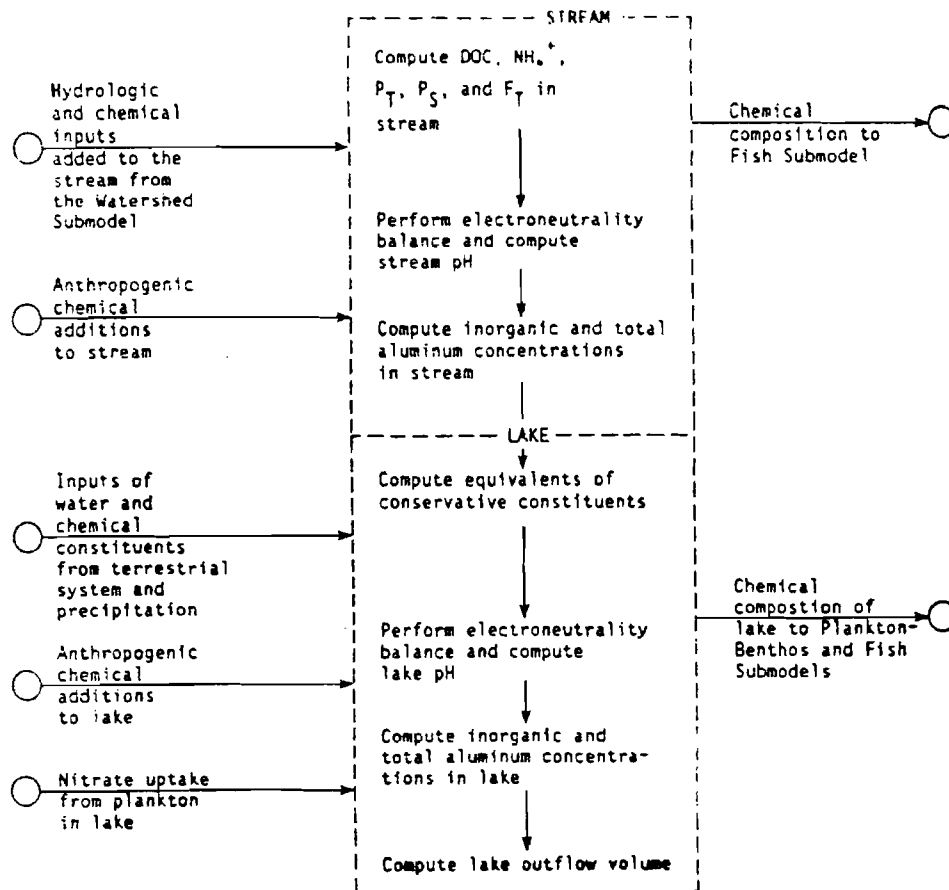 STREAM
Compute DOC, NH₄⁺,
P_T, P_S, and F_T in
stream
Hydrologic
and chemical
inputs
added to the
stream from
the Watershed
Submodel
Chemical
composition to
Fish Submodel
Perform electroneutrality
balance and compute
stream pH
Anthropogenic
chemical
additions
to stream
Compute inorganic and total
aluminum concentrations
in stream
LAKE
Compute equivalents of
conservative constituents
Inputs of
water and
chemical
constituents
from terrestrial
system and
precipitation
Chemical
compostion of
lake to Plankton-
Benthos and Fish
Submodels
Perform electroneutrality
balance and compute
lake pH
Anthropogenic
chemical
additions
to lake
Compute inorganic and
total aluminum concentra-
tions in lake
Nitrate uptake
from plankton
in lake
Compute lake outflow volume